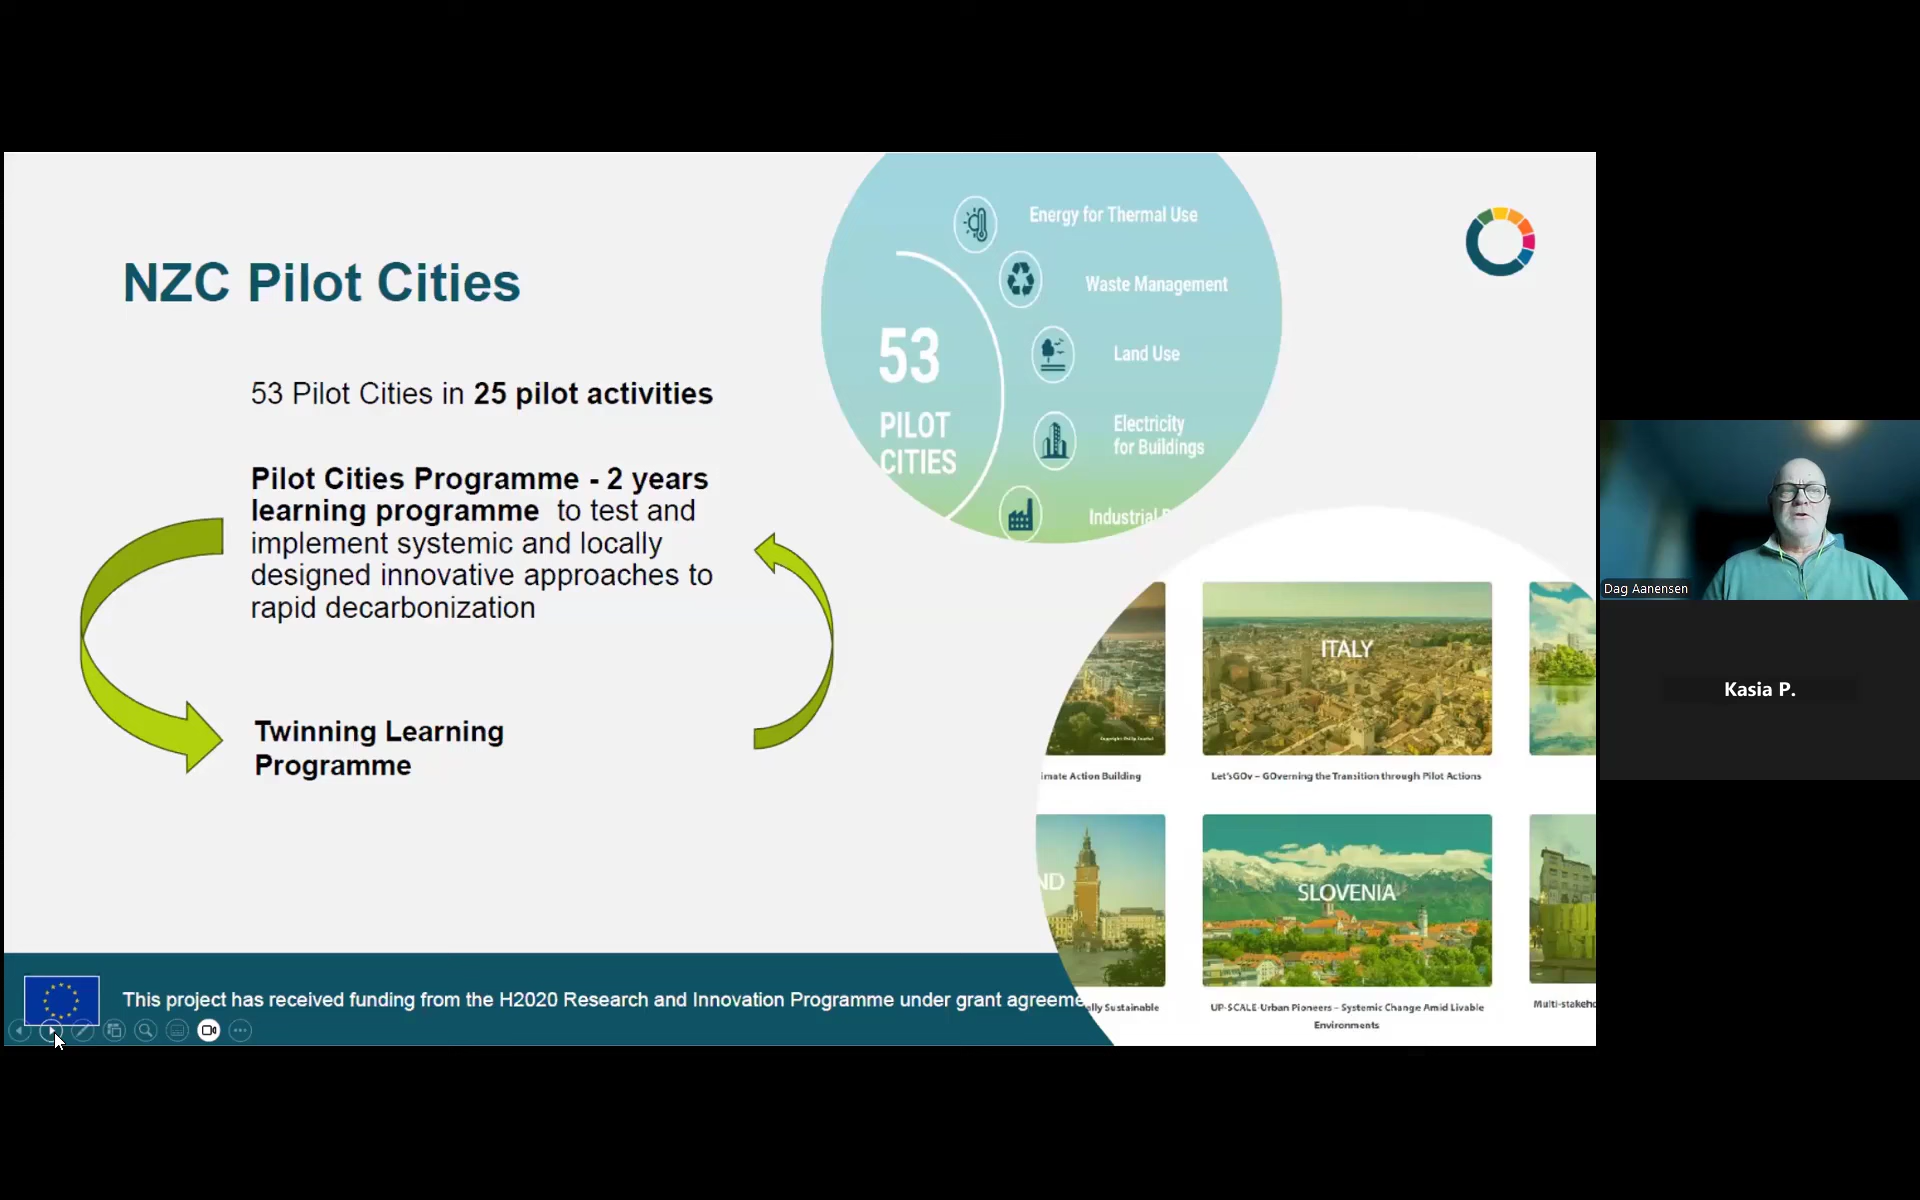 NZC Pilot Cities
53 Pilot Cities in 25 pilot activities
Pilot Cities Programme - 2 years
learning programme to test and
implement systemic and locally
designed innovative approaches to
rapid decarbonization
Twinning Learning
Programme
53
PILOT
CITIES
Energy for Thermal Use
Waste Management
Land Use
Electricity
for Buildings
Industrial
ITALY
Let'sGOv – GOverning the Transition through Pilot Actions
imate Action Building
ND
SLOVENIA
ally Sustainable
UP-SCALE-Urban Pioneers – Systemic Change Amid Livable
Environments
Multi-stakeho
This project has received funding from the H2020 Research and Innovation Programme under grant agreeme
Dag Aanensen
Kasia P.